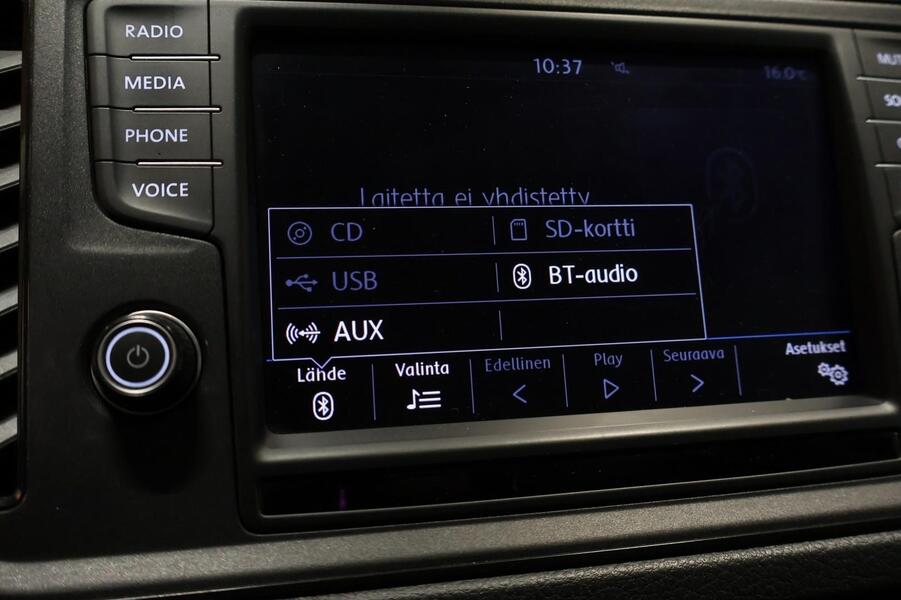 RADIO
MEDIA
PHONE
VOICE
10:37
16.0°C
Laitetta ei yhdistetty
CD
SD-kortti
USB
BT-audio
AUX
Lähde
Valinta
Edellinen
Play
Seuraava
Asetukset